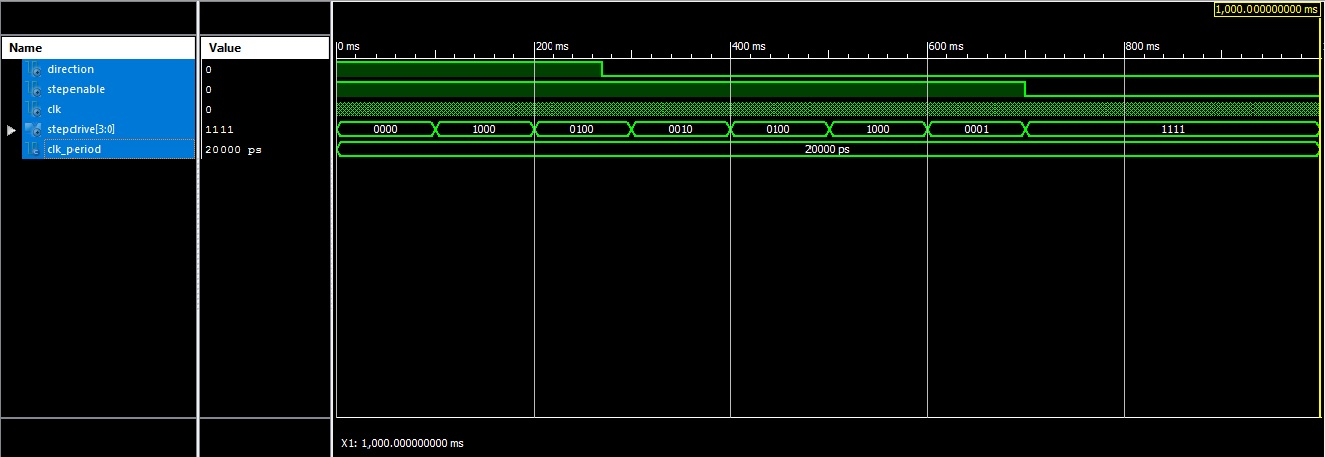 1,000.000000000 ms
Name Value 0 ms 200 ms 400 ms 600 ms 800 ms
direction 0
stepenable 0
clk 0
stepdrive[3:0] 1111 0000 1000 0100 0010 0100 1000 0001 1111
clk_period 20000 ps 20000 ps
X1: 1,000.000000000 ms